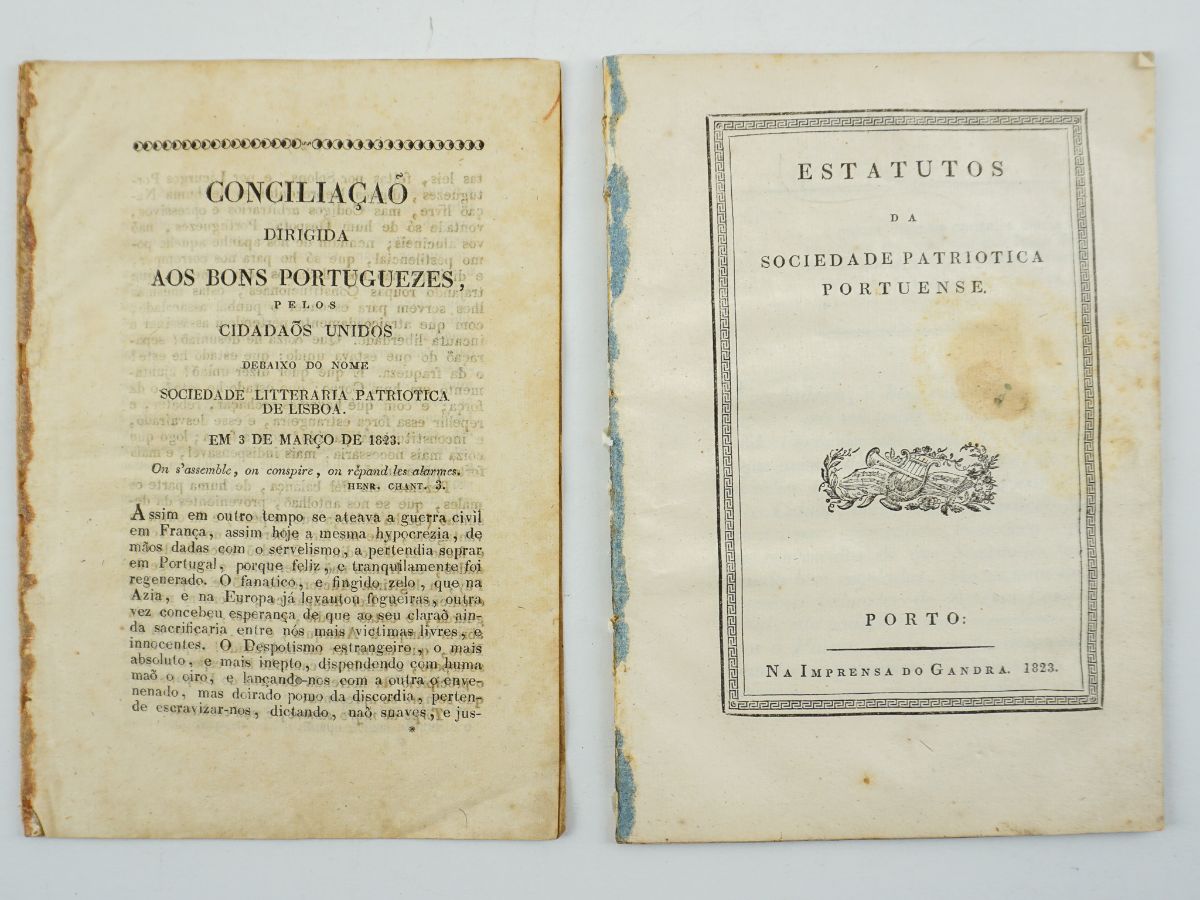 CONCILIAÇAÕ
DIRIGIDA
AOS BONS PORTUGUEZES,
PELOS
CIDADAÕS UNIDOS
DEBAIXO DO NOME
SOCIEDADE LITTERARIA PATRIOTICA
DE LISBOA.
EM 3 DE MARÇO DE 1823.
On s'assemble, on conspire, on répand les alarmes.
HENR. CHANT. 3.
Assim em outro tempo se ateava a guerra civil
em França, assim hoje a mesma hypocrezia, de
mãos dadas com o servelismo, a pertendia soprar
em Portugal, porque feliz, e tranquilamente foi
regenerado. O fanatico, e fingido zelo, que na
Azia, e na Europa já levantou fogueiras, outra
vez concebeu esperança de que ao seu claraõ ain-
da sacrificaria entre nós mais victimas livres, e
innocentes. O Despotismo estrangeiro, o mais
absoluto, e mais inepto, dispendendo com huma
maõ o oiro, e lançando-nos com a outra o enve-
nenado, mas doirado pomo da discordia, perten-
de escravizar-nos, dictando, naõ suaves, e jus-
*
ESTATUTOS
DA
SOCIEDADE PATRIOTICA
PORTUENSE.
PORTO:
NA IMPRENSA DO GANDRA. 1823.